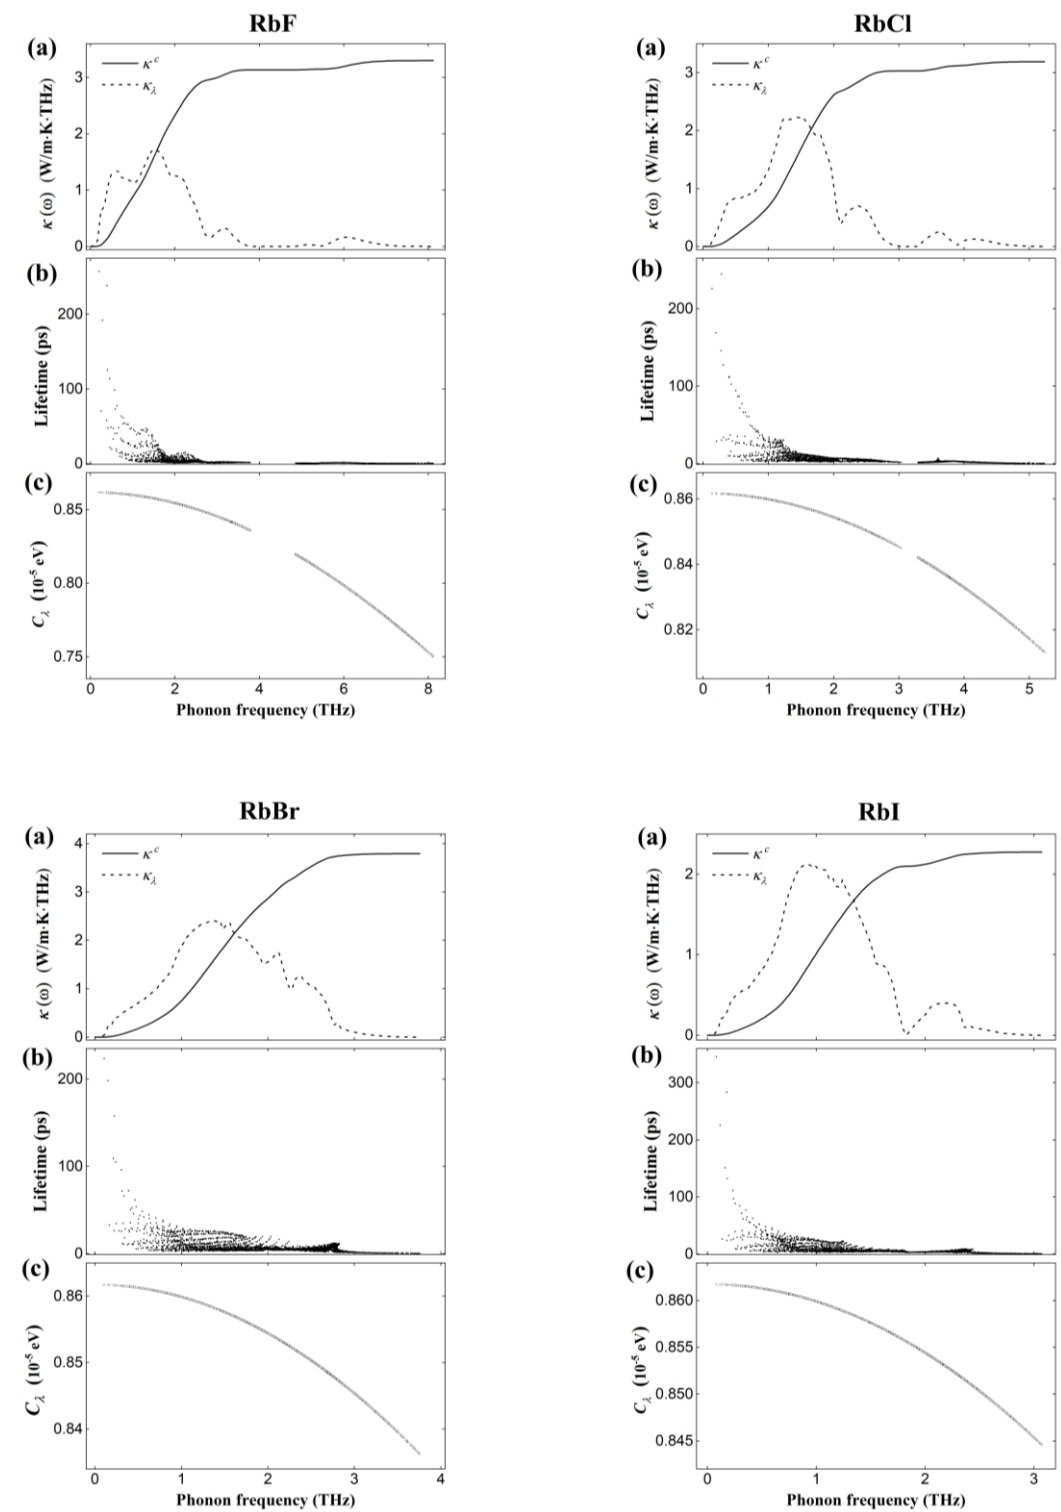 RbF
(a)
κ^c
κ_λ
κ(ω) (W/m·K·THz)
3
2
1
0
(b)
Lifetime (ps)
200
100
0
(c)
C_λ (10^-5 eV)
0.85
0.80
0.75
0 2 4 6 8
Phonon frequency (THz)
RbCl
(a)
κ^c
κ_λ
κ(ω) (W/m·K·THz)
3
2
1
0
(b)
Lifetime (ps)
200
100
0
(c)
C_λ (10^-5 eV)
0.86
0.84
0.82
0 1 2 3 4 5
Phonon frequency (THz)
RbBr
(a)
κ^c
κ_λ
κ(ω) (W/m·K·THz)
4
3
2
1
0
(b)
Lifetime (ps)
200
100
0
(c)
C_λ (10^-5 eV)
0.86
0.85
0.84
0 1 2 3 4
Phonon frequency (THz)
RbI
(a)
κ^c
κ_λ
κ(ω) (W/m·K·THz)
2
1
0
(b)
Lifetime (ps)
300
200
100
0
(c)
C_λ (10^-5 eV)
0.860
0.855
0.850
0.845
0 1 2 3
Phonon frequency (THz)